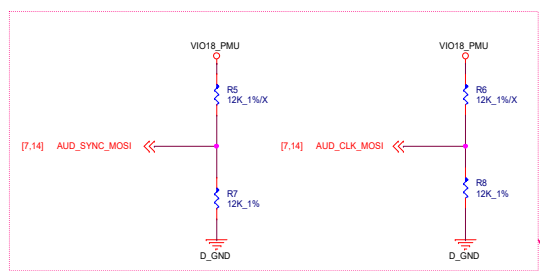 VIO18_PMU
VIO18_PMU
R5
12K_1%/X
R6
12K_1%/X
[7,14] AUD_SYNC_MOSI
[7,14] AUD_CLK_MOSI
R7
12K_1%
R8
12K_1%
D_GND
D_GND